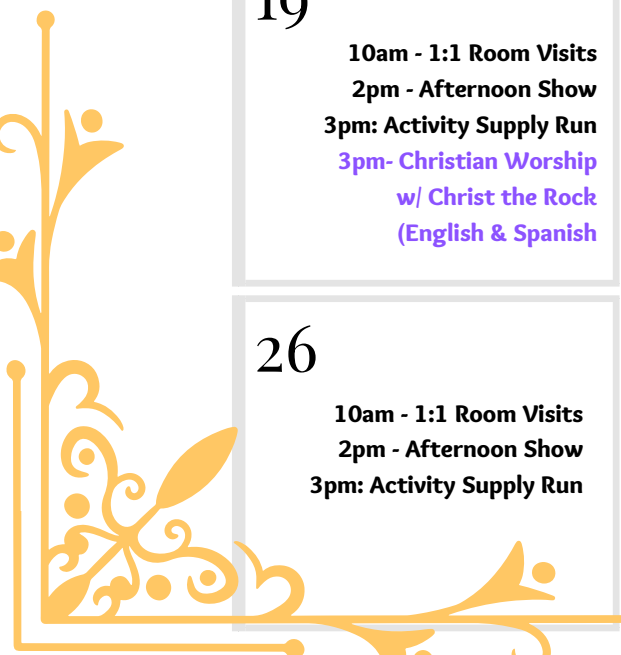 19
10am - 1:1 Room Visits
2pm - Afternoon Show
3pm: Activity Supply Run
3pm- Christian Worship
w/ Christ the Rock
(English & Spanish
26
10am - 1:1 Room Visits
2pm - Afternoon Show
3pm: Activity Supply Run